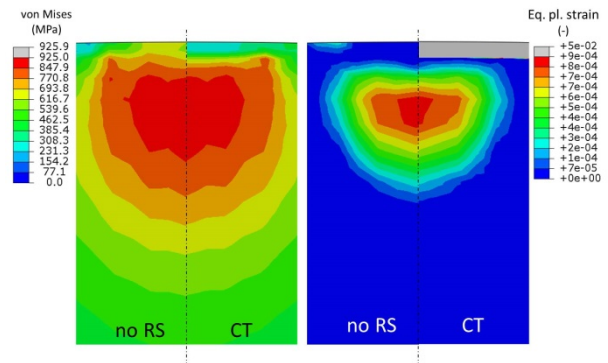 von Mises
(MPa)
925.9
925.0
847.9
770.8
693.8
616.7
539.6
462.5
385.4
308.3
231.3
154.2
77.1
0.0
no RS
CT
no RS
CT
Eq. pl. strain
(-)
+5e-02
+9e-04
+8e-04
+7e-04
+7e-04
+6e-04
+5e-04
+4e-04
+4e-04
+3e-04
+2e-04
+1e-04
+7e-05
+0e+00